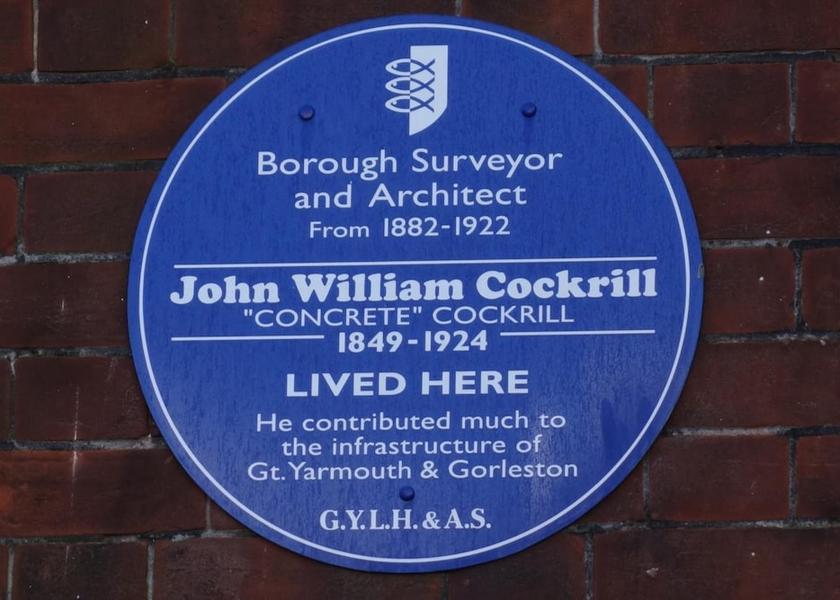 Borough Surveyor
and Architect
From 1882-1922
John William Cockrill
"CONCRETE" COCKRILL
1849-1924
LIVED HERE
He contributed much to
the infrastructure of
Gt. Yarmouth & Gorleston
G.Y.L.H. & A.S.